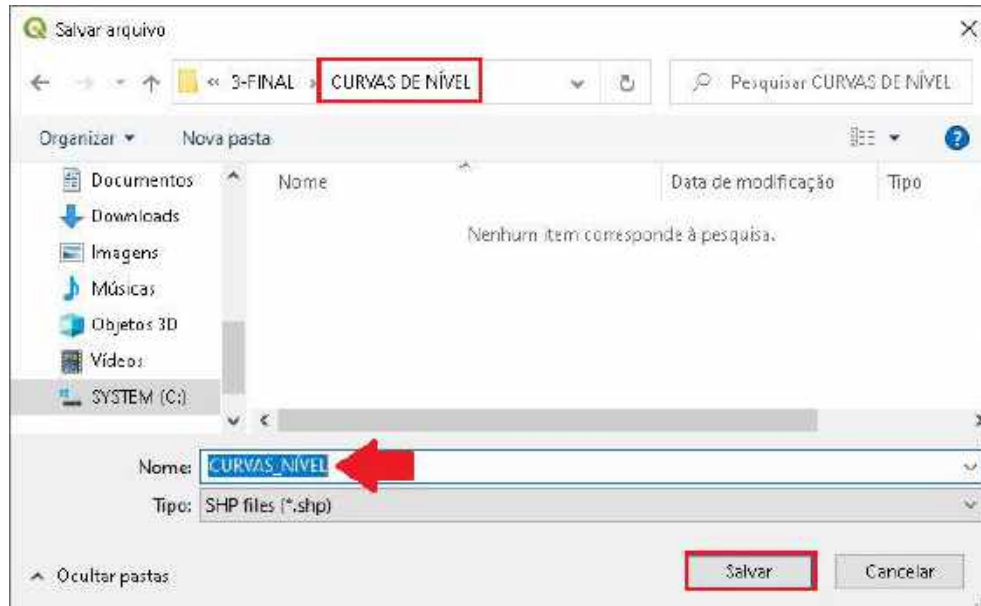 Salvar arquivo
« 3-FINAL › CURVAS DE NÍVEL
Pesquisar CURVAS DE NÍVEL
Organizar Nova pasta
Documentos
Nome Data de modificação Tipo
Downloads
Nenhum item corresponde à pesquisa.
Imagens
Músicas
Objetos 3D
Vídeos
SYSTEM (C:)
Nome: CURVAS_NÍVEL
Tipo: SHP files (*.shp)
Ocultar pastas
Salvar Cancelar